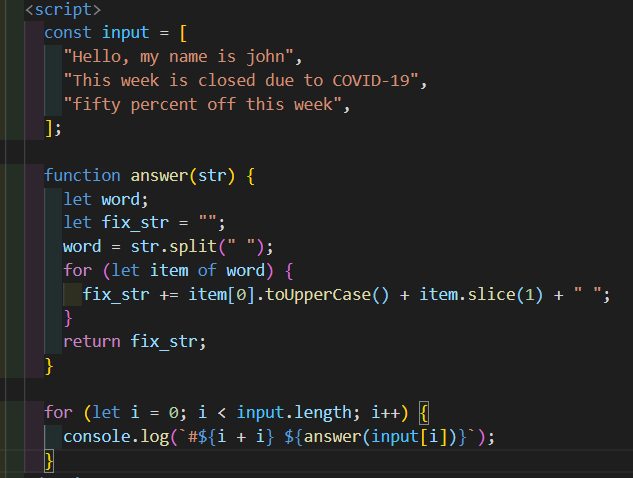 <script>
const input = [
"Hello, my name is john",
"This week is closed due to COVID-19",
"fifty percent off this week",
];
function answer(str) {
let word;
let fix_str = "";
word = str.split(" ");
for (let item of word) {
fix_str += item[0].toUpperCase() + item.slice(1) + " ";
}
return fix_str;
}
for (let i = 0; i < input.length; i++) {
console.log(`#${i + i} ${answer(input[i])}`);
}